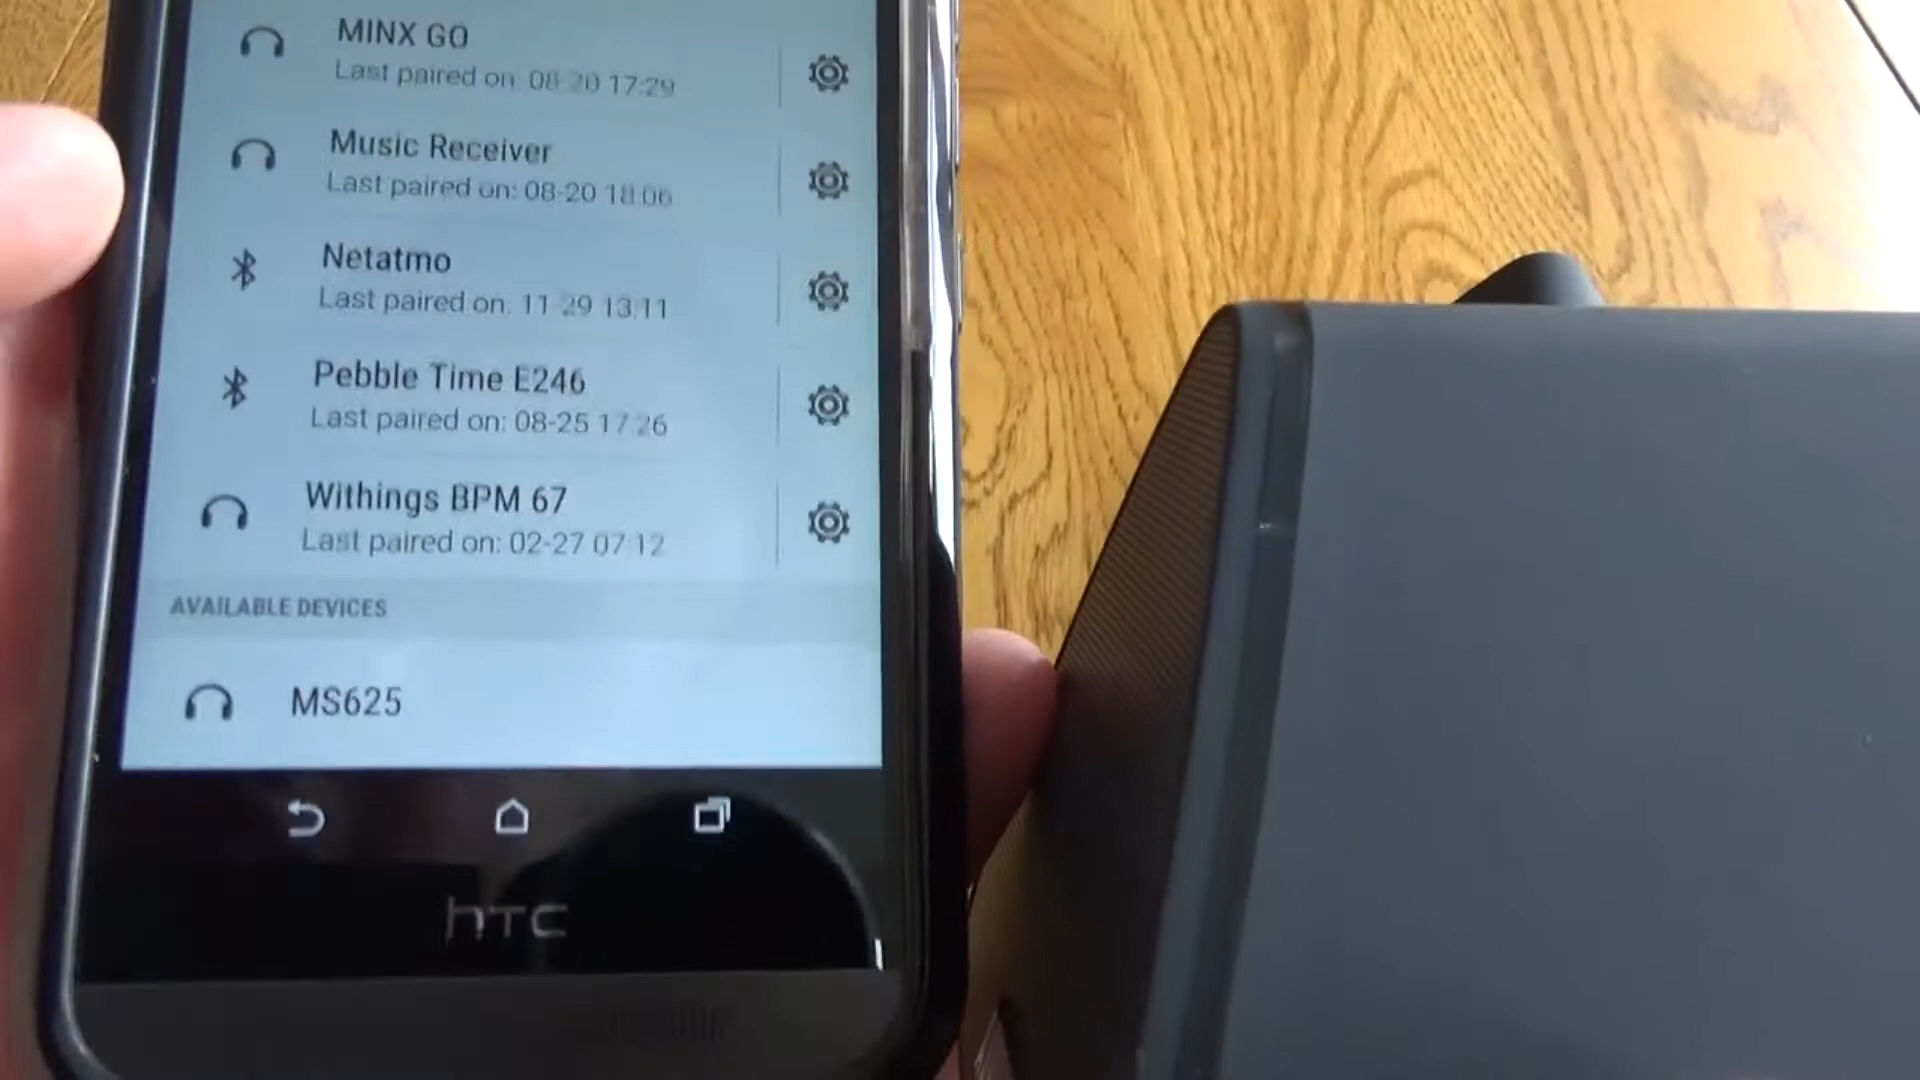 MINX GO
Last paired on: 08-20 17:29
Music Receiver
Last paired on: 08-20 18:06
Netatmo
Last paired on: 11-29 13:11
Pebble Time E246
Last paired on: 08-25 17:26
Withings BPM 67
Last paired on: 02-27 07:12
AVAILABLE DEVICES
MS625
hTC